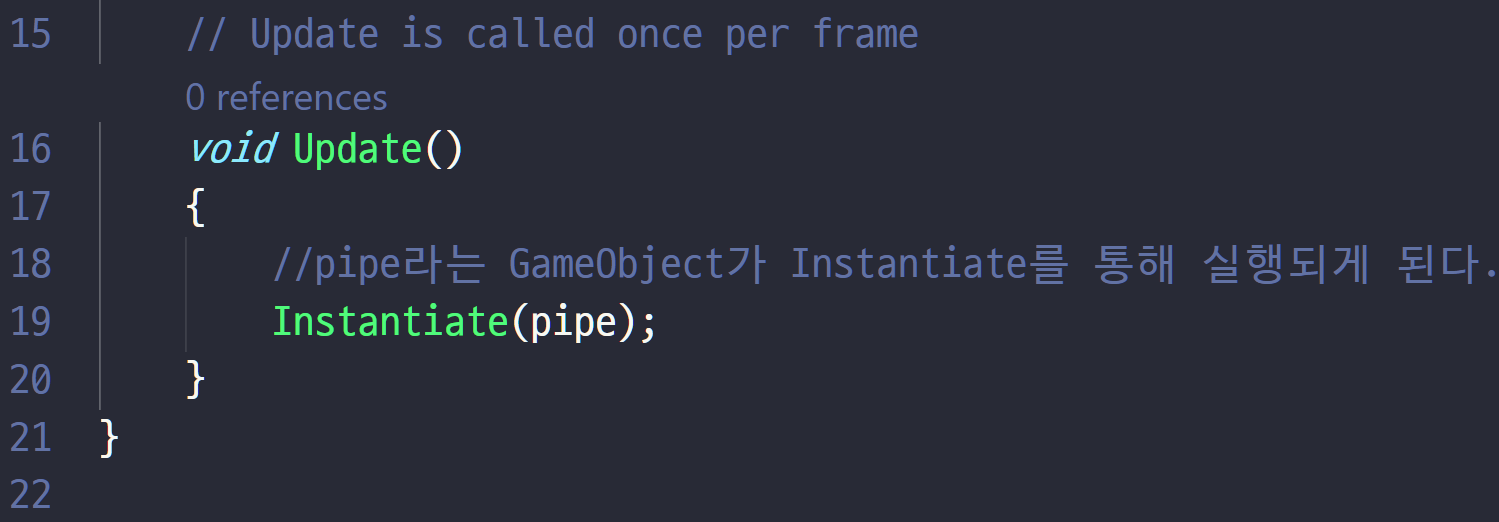 15 // Update is called once per frame
0 references
16 void Update()
17 {
18 //pipe라는 GameObject가 Instantiate를 통해 실행되게 된다.
19 Instantiate(pipe);
20 }
21 }
22